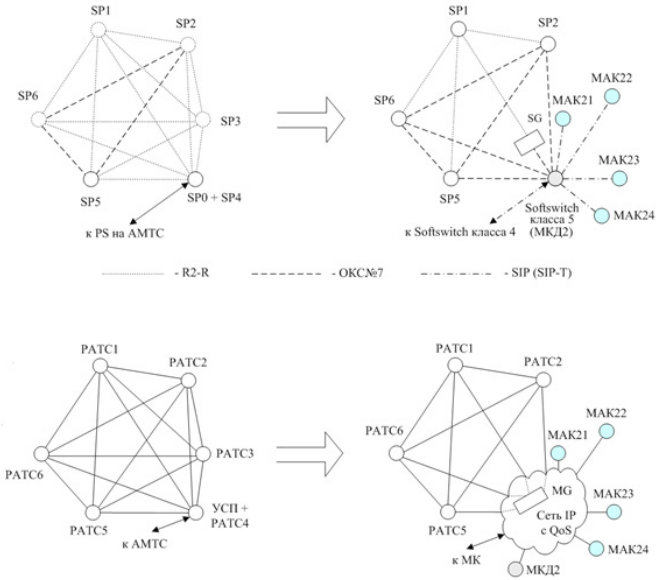 SP1
SP2
SP6
SP3
SP5
SP0 + SP4
к PS на АМТС
SP1
SP2
SP6
SG
МАК21
МАК22
МАК23
МАК24
SP5
Softswitch
класса 5
(МКД2)
к Softswitch класса 4
- R2-R
- ОКС№7
- SIP (SIP-T)
РАТС1
РАТС2
РАТС6
РАТС3
РАТС5
УСП +
РАТС4
к АМТС
РАТС1
РАТС2
РАТС6
МАК21
МАК22
МАК23
МАК24
РАТС5
MG
Сеть IP
с QoS
к МК
МКД2